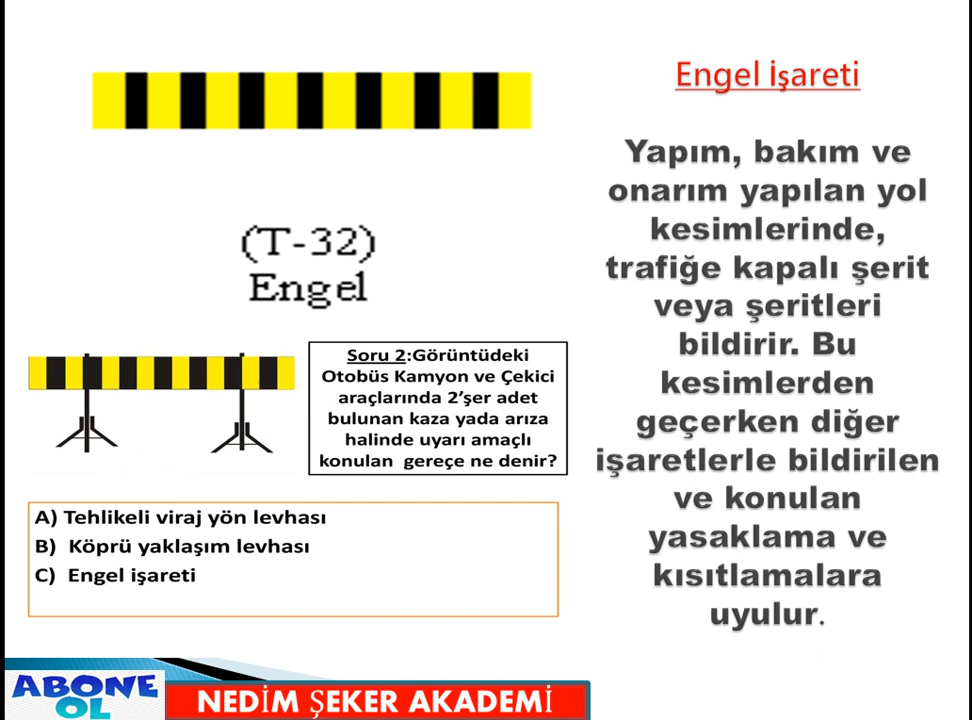 (T-32)
Engel
Soru 2:Görüntüdeki
Otobüs Kamyon ve Çekici
araçlarında 2'şer adet
bulunan kaza yada arıza
halinde uyarı amaçlı
konulan gereçe ne denir?
A) Tehlikeli viraj yön levhası
B) Köprü yaklaşım levhası
C) Engel işareti
Engel İşareti
Yapım, bakım ve
onarım yapılan yol
kesimlerinde,
trafiğe kapalı şerit
veya şeritleri
bildirir. Bu
kesimlerden
geçerken diğer
işaretlerle bildirilen
ve konulan
yasaklama ve
kısıtlamalara
uyulur.
ABONE
OL
NEDİM ŞEKER AKADEMİ